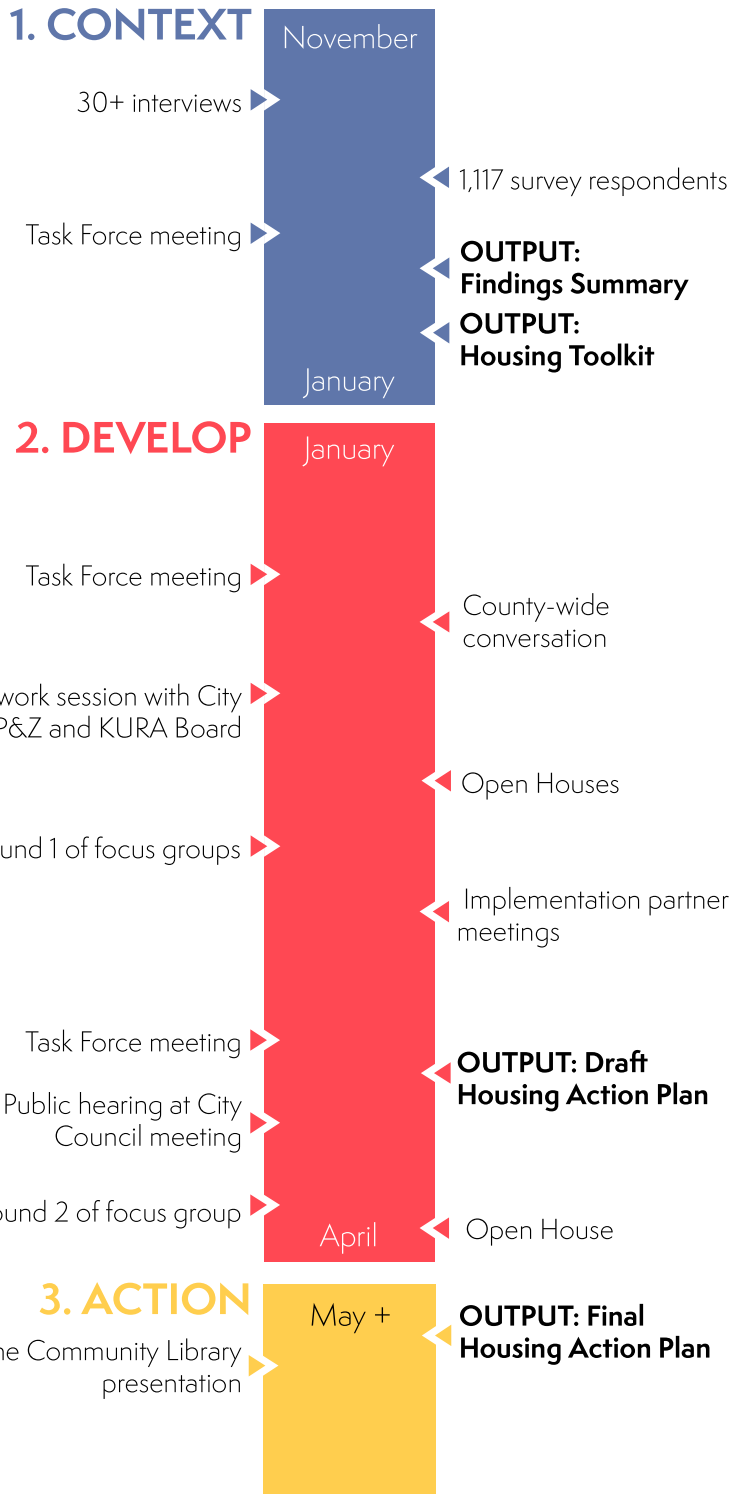 1. CONTEXT
November
30+ interviews
1,117 survey respondents
Task Force meeting
OUTPUT:
Findings Summary
OUTPUT:
Housing Toolkit
January
2. DEVELOP
January
Task Force meeting
County-wide
conversation
work session with City
P&Z and KURA Board
Open Houses
und 1 of focus groups
Implementation partner
meetings
Task Force meeting
OUTPUT: Draft
Housing Action Plan
Public hearing at City
Council meeting
und 2 of focus group
Open House
April
3. ACTION
May +
OUTPUT: Final
Housing Action Plan
he Community Library
presentation